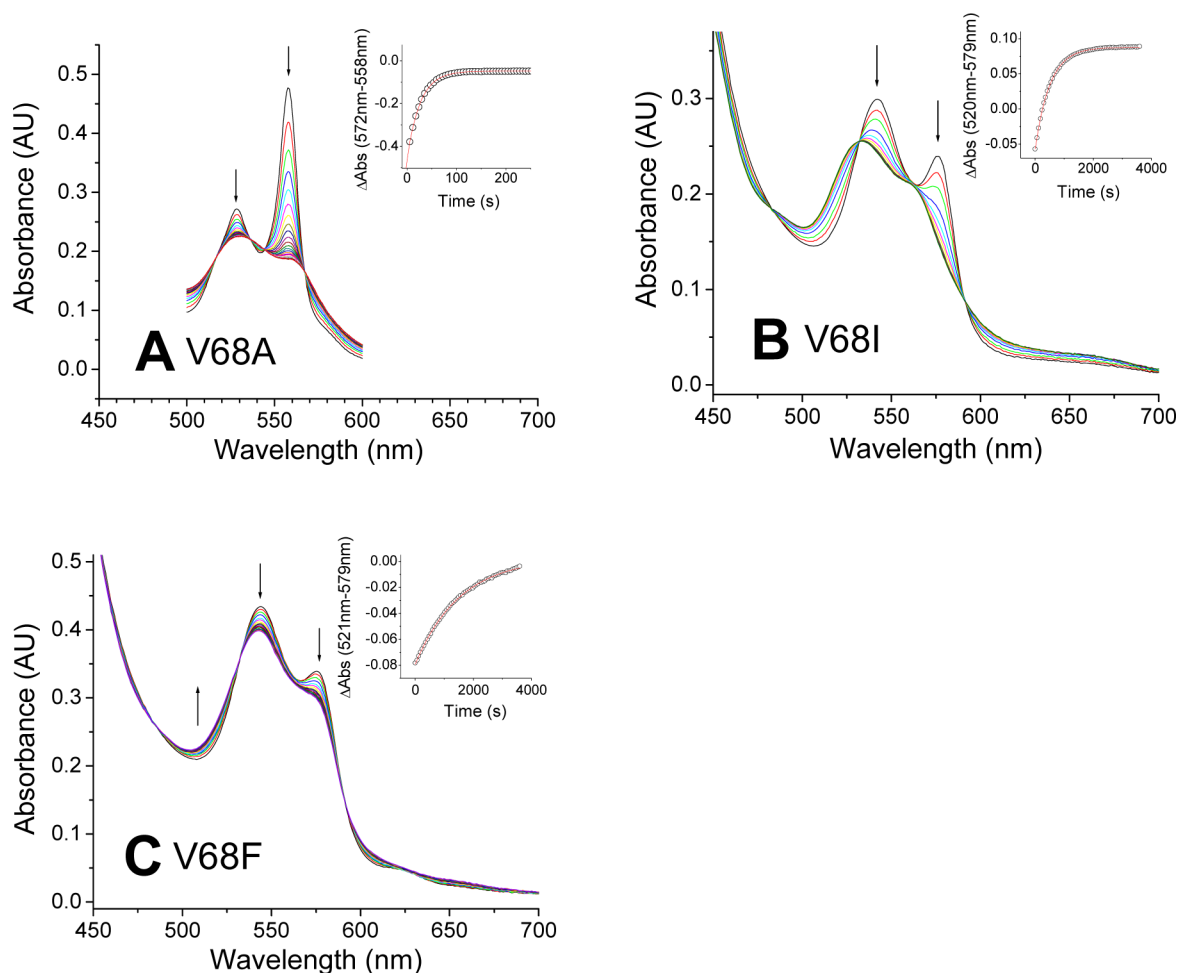 0.5
0.4
0.3
0.2
0.1
0.0
Absorbance (AU)
450 500 550 600 650 700
Wavelength (nm)
A V68A
0.0
-0.2
-0.4
ΔAbs (572nm-558nm)
0 100 200
Time (s)
0.3
0.2
0.1
0.0
Absorbance (AU)
450 500 550 600 650 700
Wavelength (nm)
B V68I
0.10
0.05
0.00
-0.05
ΔAbs (520nm-579nm)
0 2000 4000
Time (s)
0.5
0.4
0.3
0.2
0.1
0.0
Absorbance (AU)
450 500 550 600 650 700
Wavelength (nm)
C V68F
0.00
-0.02
-0.04
-0.06
-0.08
ΔAbs (521nm-579nm)
0 2000 4000
Time (s)